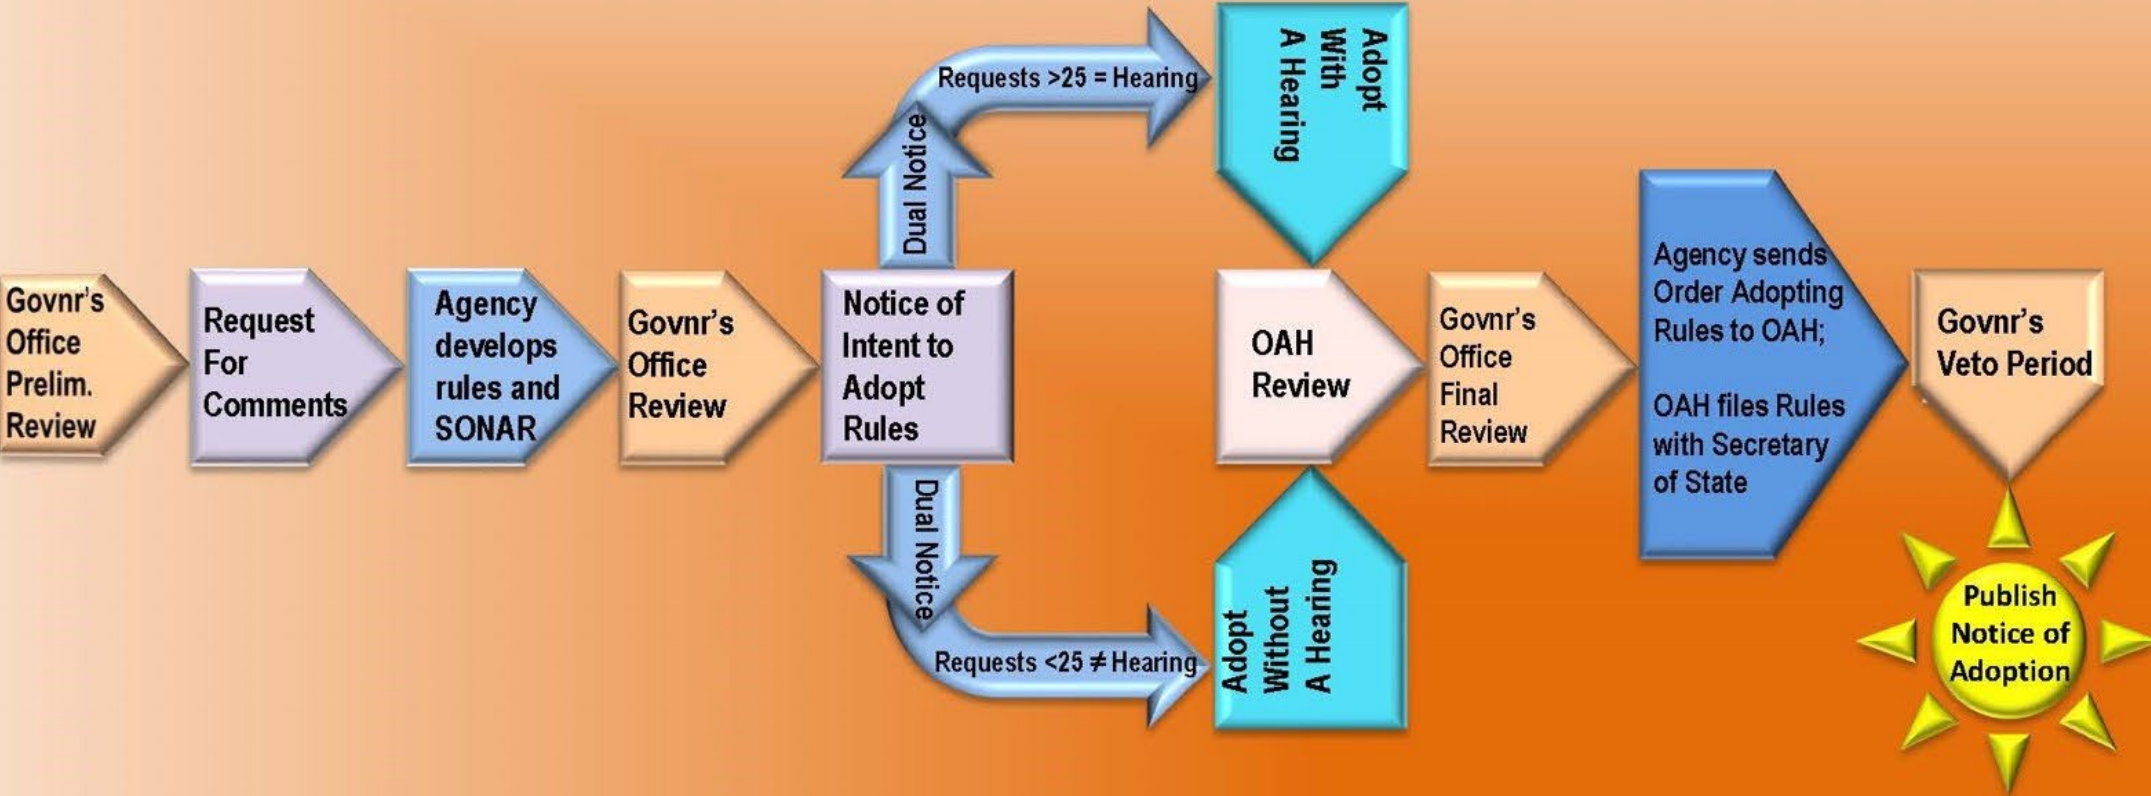 Govnr's
Office
Prelim.
Review
Request
For
Comments
Agency
develops
rules and
SONAR
Govnr's
Office
Review
Notice of
Intent to
Adopt
Rules
Dual Notice
Requests >25 = Hearing
Adopt
With
A Hearing
Dual Notice
Requests <25 ≠ Hearing
Adopt
Without
A Hearing
OAH
Review
Govnr's
Office
Final
Review
Agency sends
Order Adopting
Rules to OAH;
OAH files Rules
with Secretary
of State
Govnr's
Veto Period
Publish
Notice of
Adoption